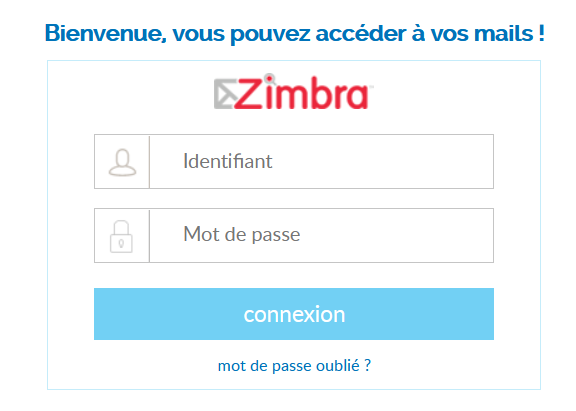 Bienvenue, vous pouvez accéder à vos mails !
Zimbra
Identifiant
Mot de passe
connexion
mot de passe oublié ?